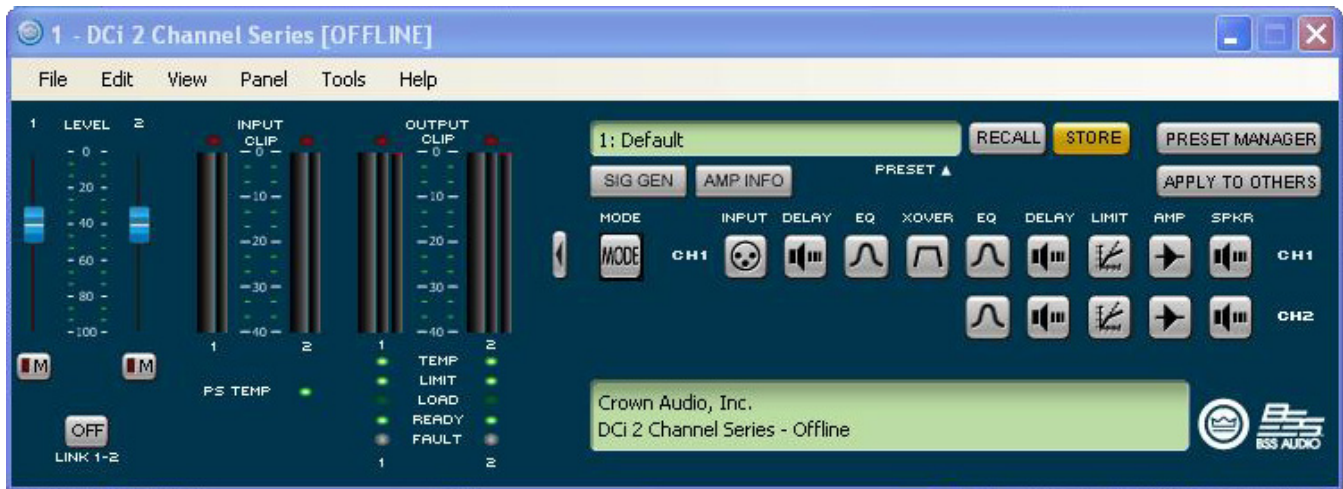 1 - DCi 2 Channel Series [OFFLINE]
File Edit View Panel Tools Help
1 LEVEL 2
- 0 -
- 20 -
- 40 -
- 60 -
- 80 -
-100-
M M
OFF
LINK 1-2
INPUT
CLIP
- 0 -
-10-
-20-
-30-
-40-
1 2
PS TEMP
OUTPUT
CLIP
- 0 -
-10-
-20-
-30-
-40-
1 2
TEMP
LIMIT
LOAD
READY
FAULT
1 2
1: Default
RECALL STORE PRESET MANAGER
PRESET ▲
SIG GEN AMP INFO APPLY TO OTHERS
MODE INPUT DELAY EQ XOVER EQ DELAY LIMIT AMP SPKR
MODE CH1 CH1
CH2
Crown Audio, Inc.
DCi 2 Channel Series - Offline
BSS AUDIO